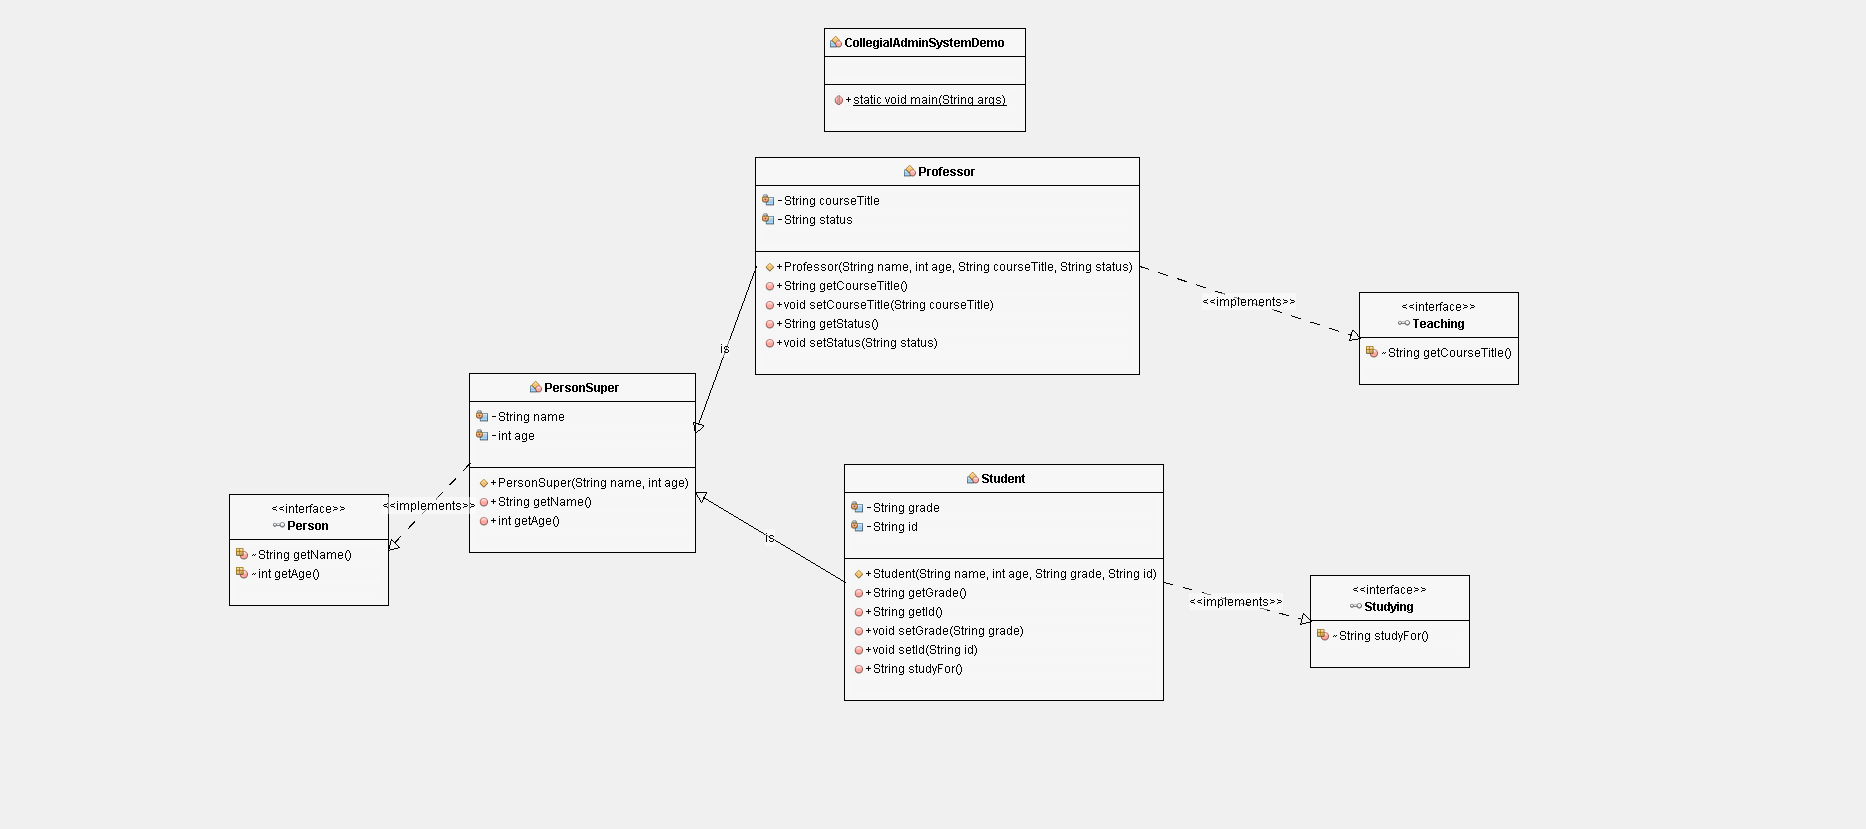 CollegialAdminSystemDemo
+ static void main(String args)
Professor
- String courseTitle
- String status
+ Professor(String name, int age, String courseTitle, String status)
+ String getCourseTitle()
+ void setCourseTitle(String courseTitle)
+ String getStatus()
+ void setStatus(String status)
<<implements>>
<<interface>>
Teaching
~ String getCourseTitle()
is
PersonSuper
- String name
- int age
+ PersonSuper(String name, int age)
+ String getName()
+ int getAge()
<<implements>>
<<interface>>
Person
~ String getName()
~ int getAge()
is
Student
- String grade
- String id
+ Student(String name, int age, String grade, String id)
+ String getGrade()
+ String getId()
+ void setGrade(String grade)
+ void setId(String id)
+ String studyFor()
<<implements>>
<<interface>>
Studying
~ String studyFor()